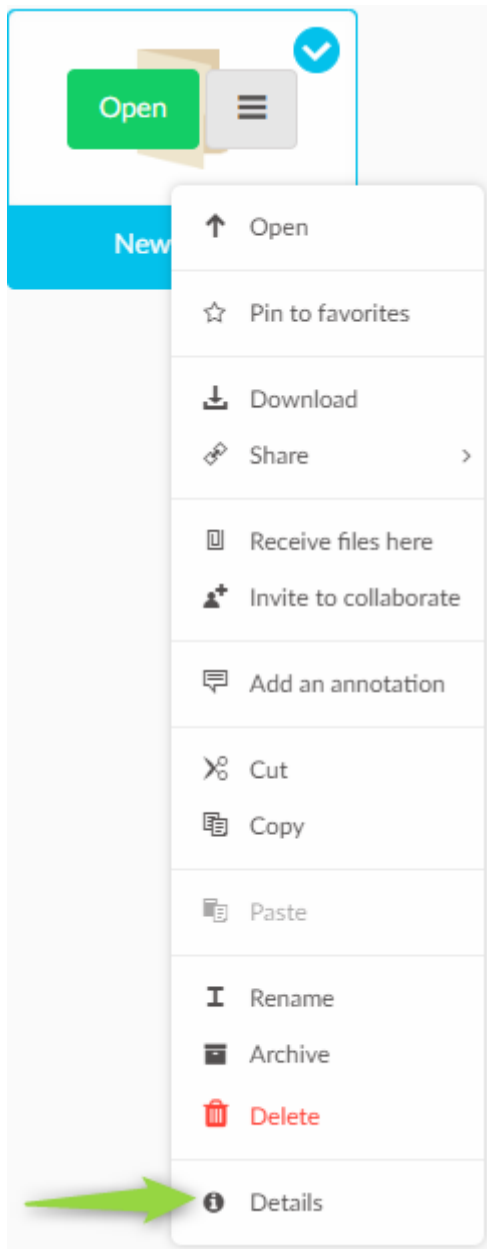 Open
New
Open
Pin to favorites
Download
Share
Receive files here
Invite to collaborate
Add an annotation
Cut
Copy
Paste
Rename
Archive
Delete
Details